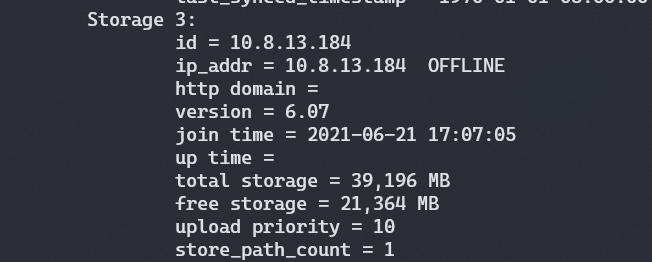 Storage 3:
id = 10.8.13.184
ip_addr = 10.8.13.184  OFFLINE
http domain =
version = 6.07
join time = 2021-06-21 17:07:05
up time =
total storage = 39,196 MB
free storage = 21,364 MB
upload priority = 10
store_path_count = 1